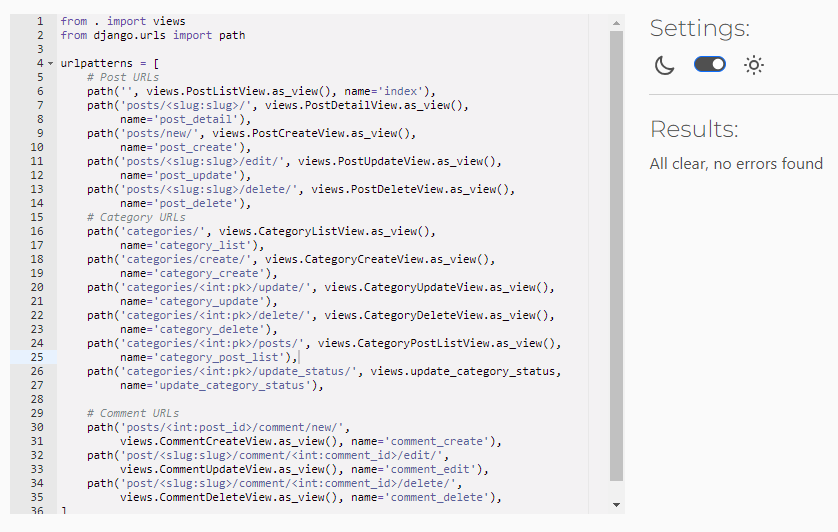 1 from . import views
2 from django.urls import path
3
4 urlpatterns = [
5     # Post URLs
6     path('', views.PostListView.as_view(), name='index'),
7     path('posts/<slug:slug>/', views.PostDetailView.as_view(),
8          name='post_detail'),
9     path('posts/new/', views.PostCreateView.as_view(),
10          name='post_create'),
11     path('posts/<slug:slug>/edit/', views.PostUpdateView.as_view(),
12          name='post_update'),
13     path('posts/<slug:slug>/delete/', views.PostDeleteView.as_view(),
14          name='post_delete'),
15     # Category URLs
16     path('categories/', views.CategoryListView.as_view(),
17          name='category_list'),
18     path('categories/create/', views.CategoryCreateView.as_view(),
19          name='category_create'),
20     path('categories/<int:pk>/update/', views.CategoryUpdateView.as_view(),
21          name='category_update'),
22     path('categories/<int:pk>/delete/', views.CategoryDeleteView.as_view(),
23          name='category_delete'),
24     path('categories/<int:pk>/posts/', views.CategoryPostListView.as_view(),
25          name='category_post_list'),
26     path('categories/<int:pk>/update_status/', views.update_category_status,
27          name='update_category_status'),
28
29     # Comment URLs
30     path('posts/<int:post_id>/comment/new/',
31          views.CommentCreateView.as_view(), name='comment_create'),
32     path('post/<slug:slug>/comment/<int:comment_id>/edit/',
33          views.CommentUpdateView.as_view(), name='comment_edit'),
34     path('post/<slug:slug>/comment/<int:comment_id>/delete/',
35          views.CommentDeleteView.as_view(), name='comment_delete'),
36 ]
Settings:
Results:
All clear, no errors found